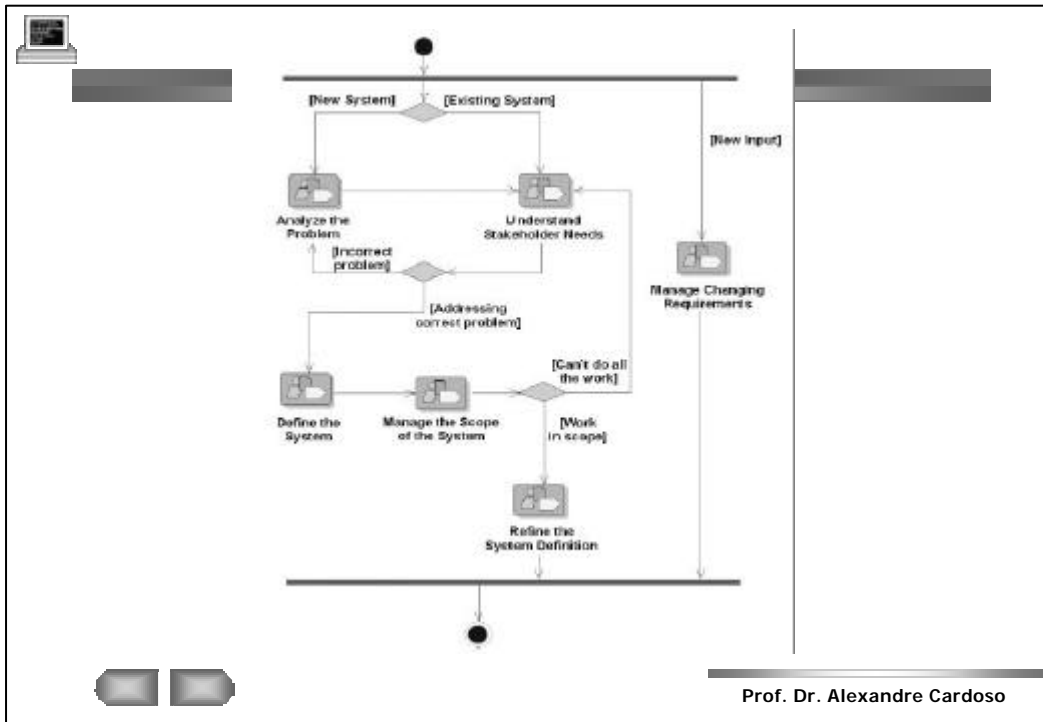 [New System]
[Existing System]
[New Input]
Analyze the
Problem
Understand
Stakeholder Needs
[Incorrect
problem]
Manage Changing
Requirements
[Addressing
correct problem]
[Can't do all
the work]
Define the
System
Manage the Scope
of the System
[Work
in scope]
Refine the
System Definition
Prof. Dr. Alexandre Cardoso